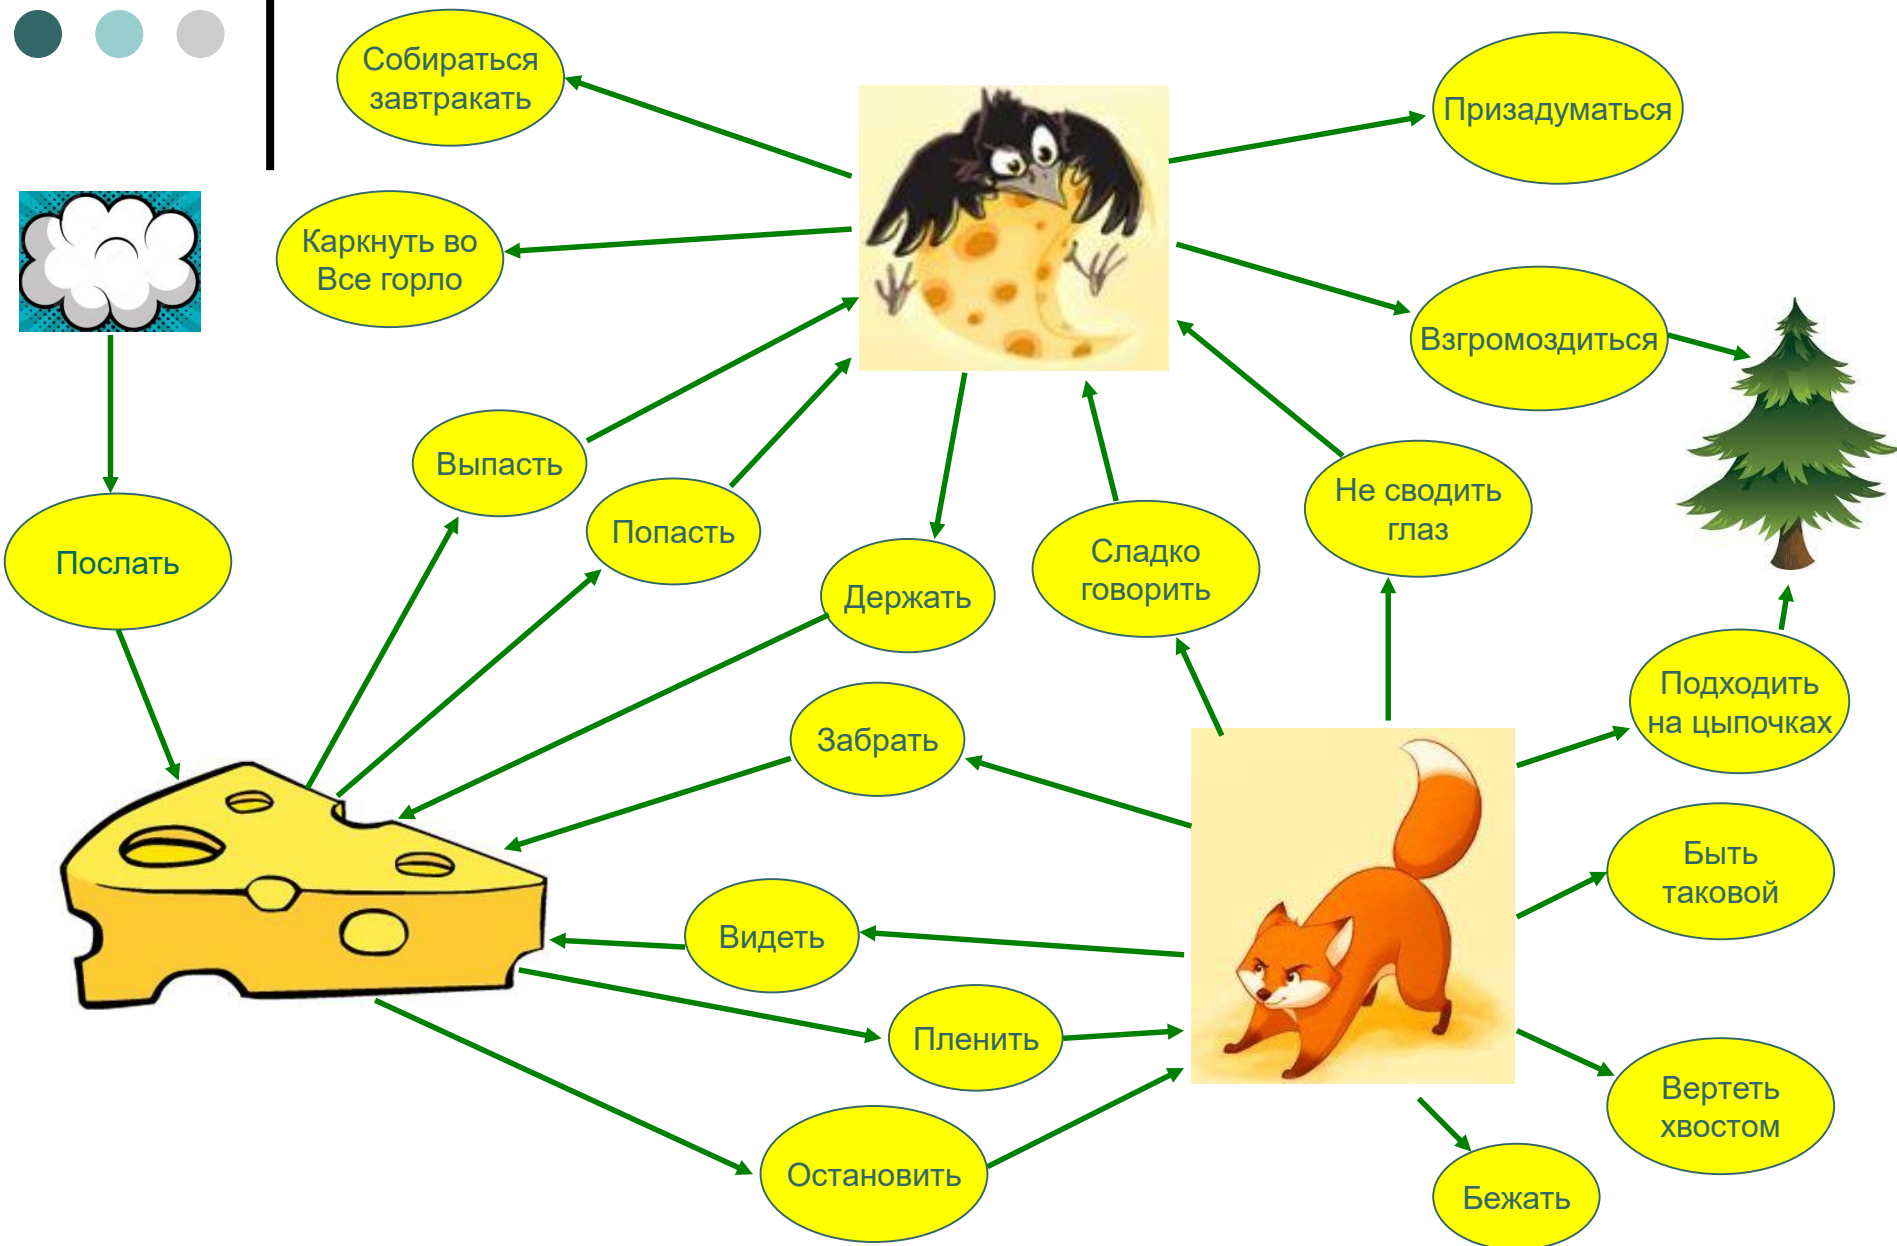 Собираться
завтракать
Призадуматься
Каркнуть во
Все горло
Взгромоздиться
Выпасть
Попасть
Не сводить
глаз
Послать
Держать
Сладко
говорить
Подходить
на цыпочках
Забрать
Быть
таковой
Видеть
Пленить
Вертеть
хвостом
Остановить
Бежать